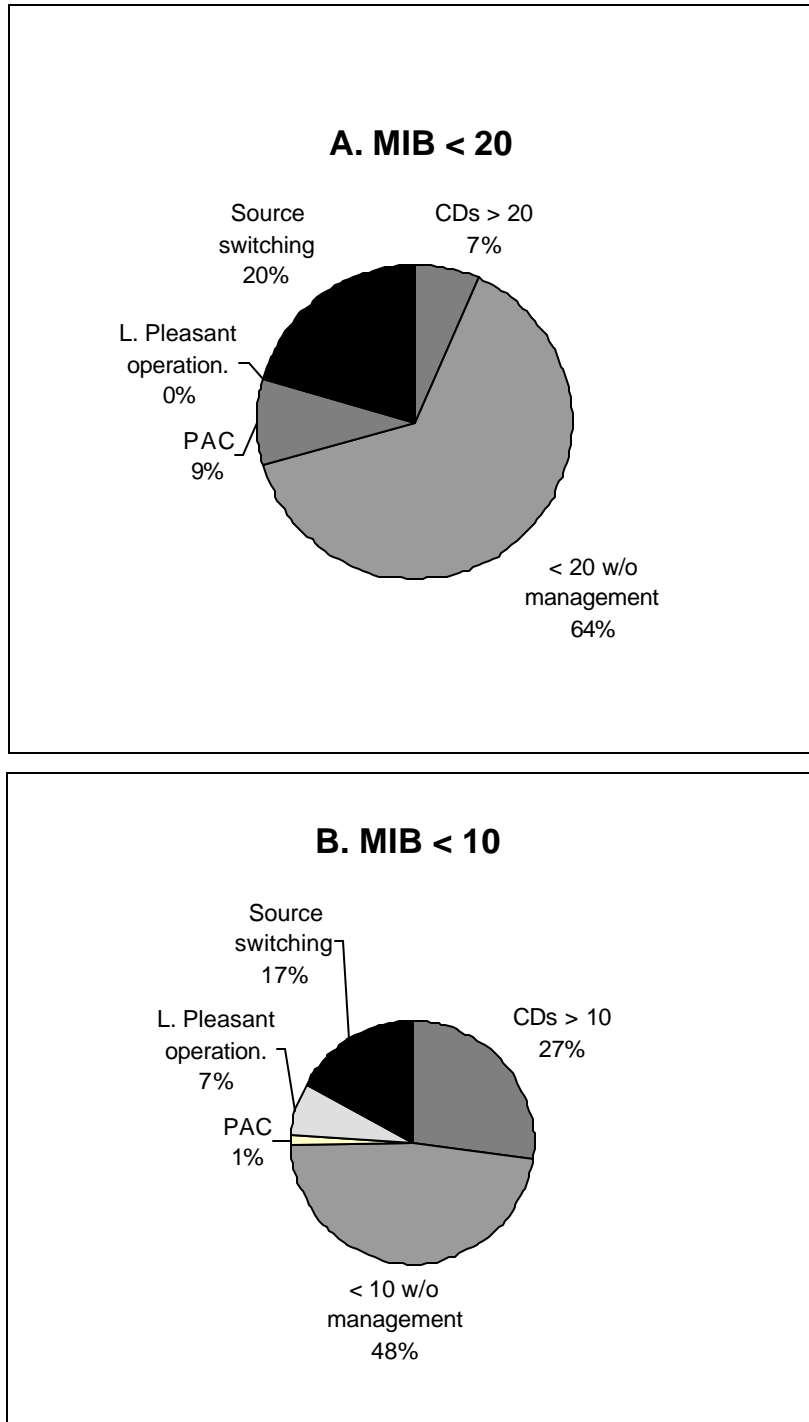 A. MIB < 20
Source
switching
20%
CDs > 20
7%
L. Pleasant
operation.
0%
PAC
9%
< 20 w/o
management
64%
B. MIB < 10
Source
switching
17%
L. Pleasant
operation.
7%
CDs > 10
27%
PAC
1%
< 10 w/o
management
48%